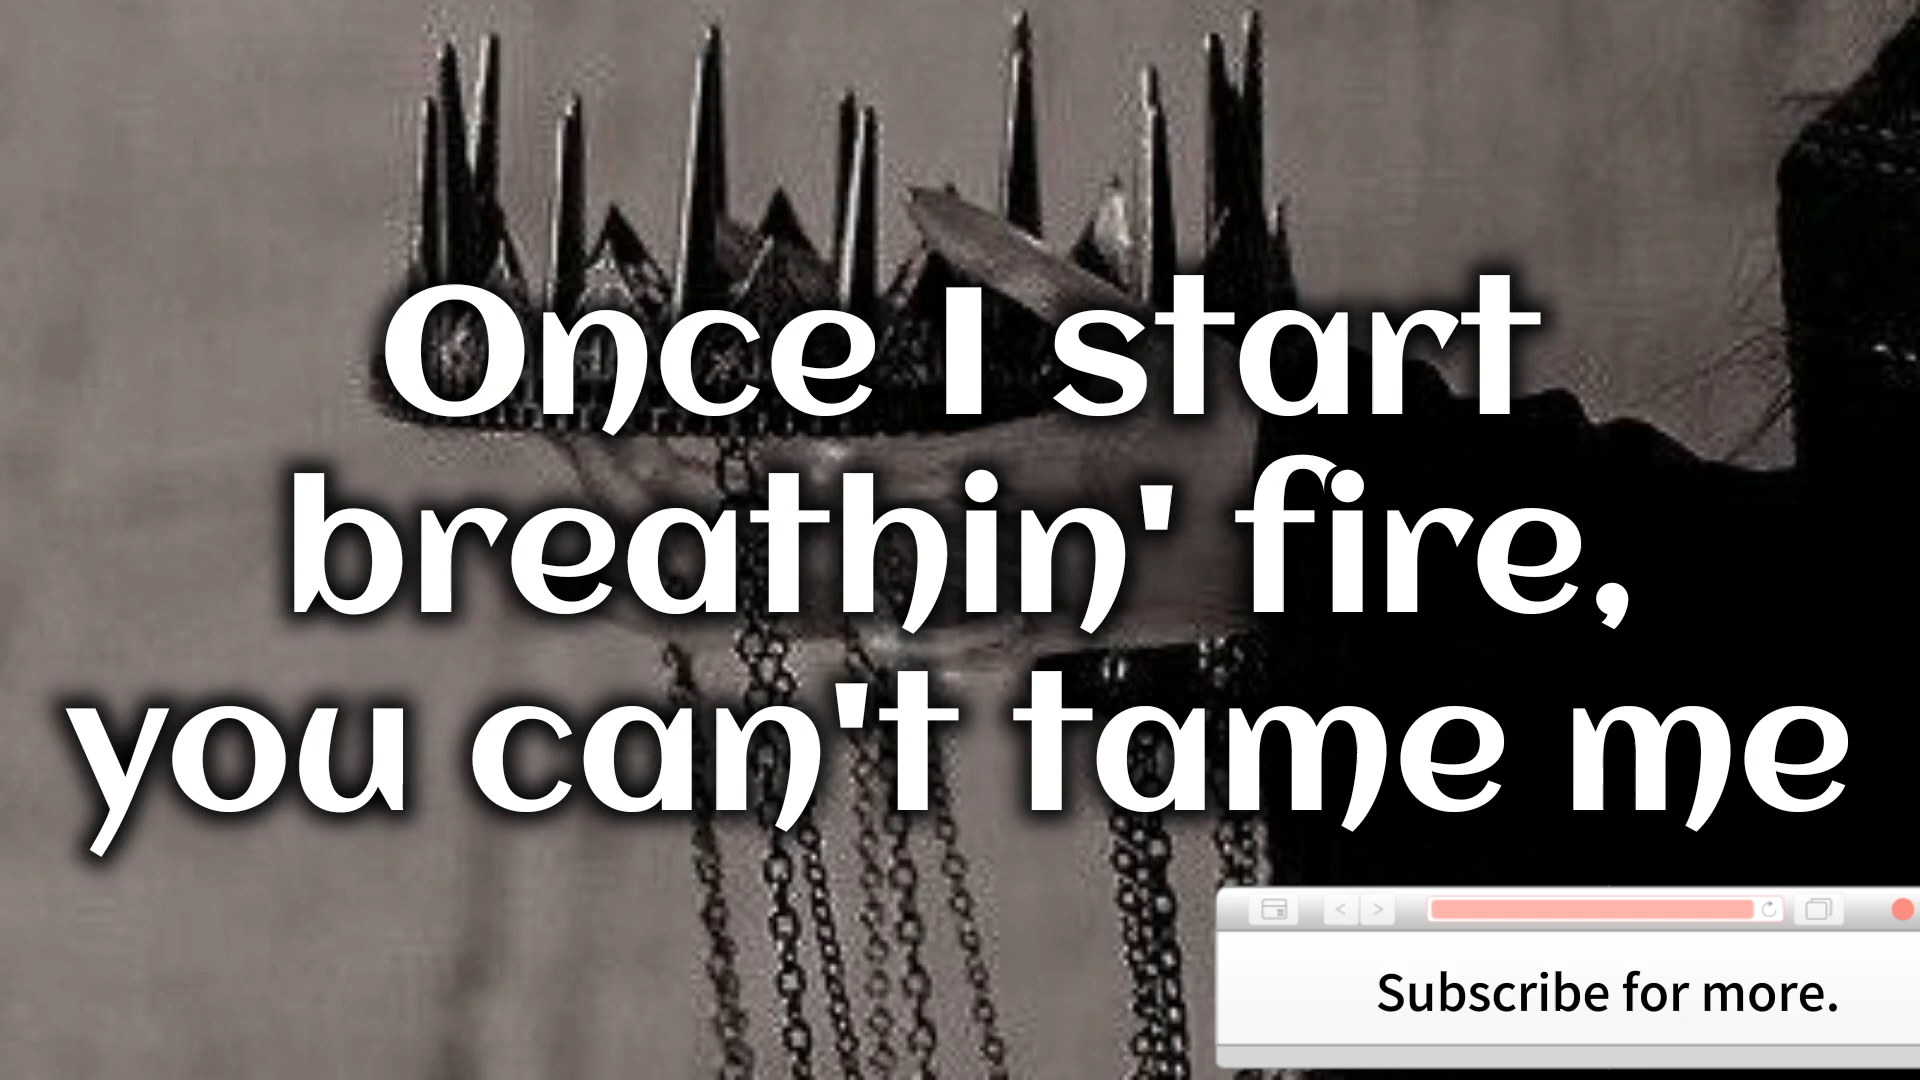 Once I start
breathin' fire,
you can't tame me
Subscribe for more.